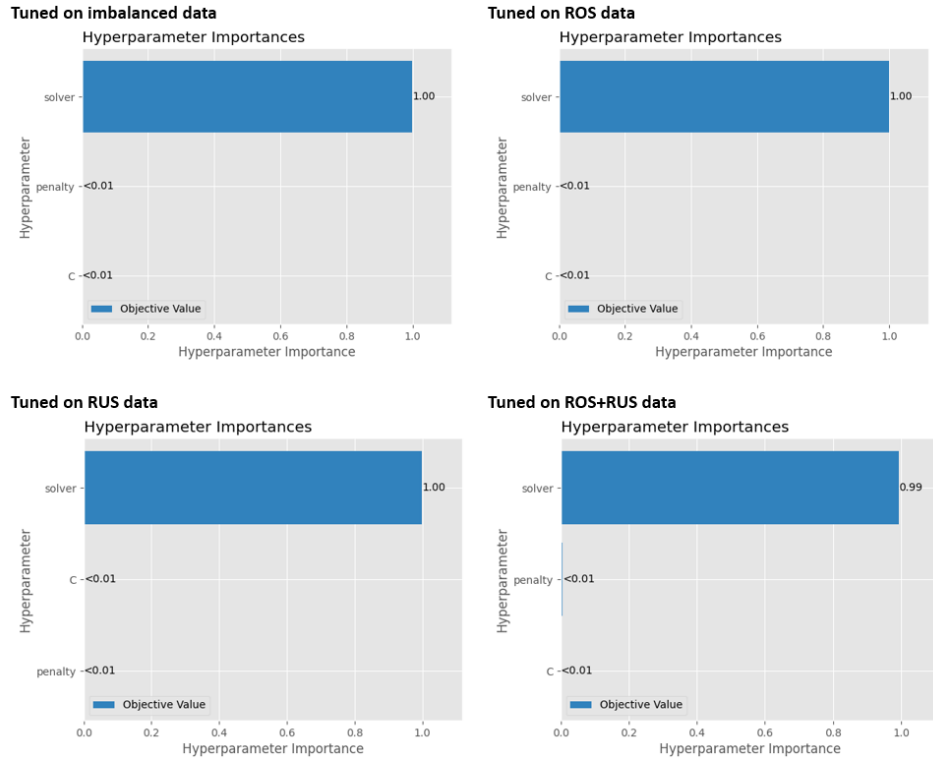 Tuned on imbalanced data
Hyperparameter Importances
solver
1.00
penalty
<0.01
C
<0.01
Hyperparameter
Objective Value
0.0 0.2 0.4 0.6 0.8 1.0
Hyperparameter Importance
Tuned on ROS data
Hyperparameter Importances
solver
1.00
penalty
<0.01
C
<0.01
Hyperparameter
Objective Value
0.0 0.2 0.4 0.6 0.8 1.0
Hyperparameter Importance
Tuned on RUS data
Hyperparameter Importances
solver
1.00
C
<0.01
penalty
<0.01
Hyperparameter
Objective Value
0.0 0.2 0.4 0.6 0.8 1.0
Hyperparameter Importance
Tuned on ROS+RUS data
Hyperparameter Importances
solver
0.99
penalty
<0.01
C
<0.01
Hyperparameter
Objective Value
0.0 0.2 0.4 0.6 0.8 1.0
Hyperparameter Importance